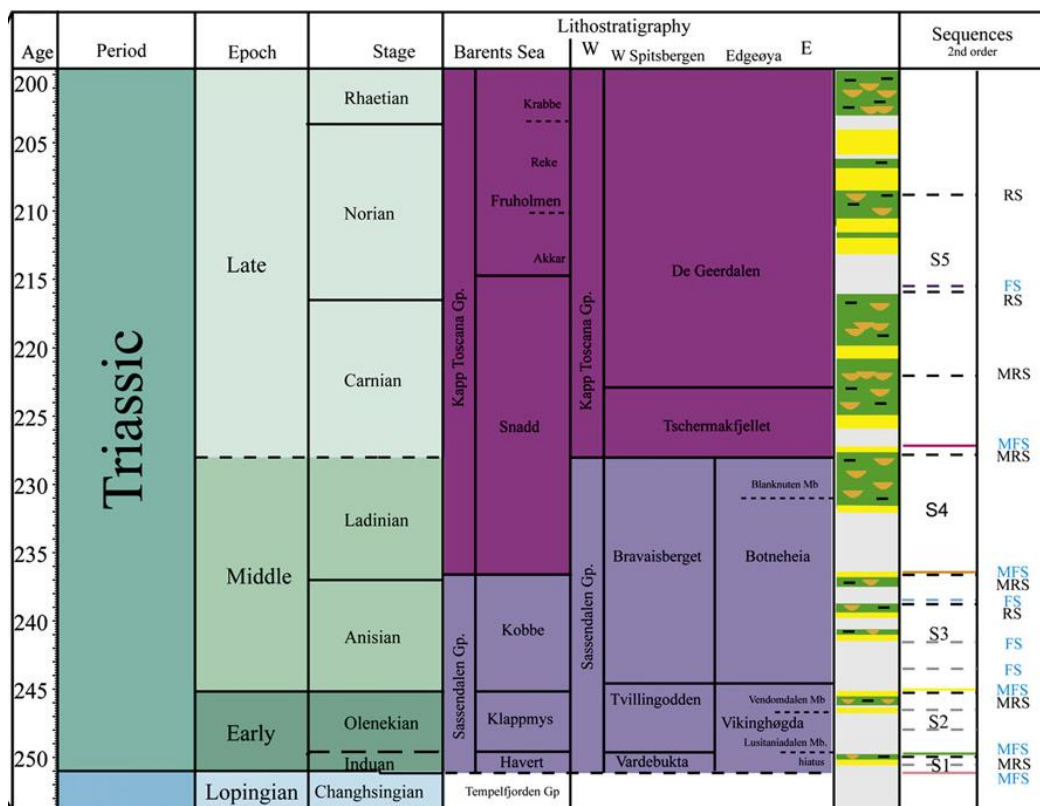 Lithostratigraphy
Age Period Epoch Stage Barents Sea W W Spitsbergen Edgeøya E Sequences
2nd order
200
205
210
215
220
225
230
235
240
245
250
Triassic
Late
Middle
Early
Lopingian
Rhaetian
Norian
Carnian
Ladinian
Anisian
Olenekian
Induan
Changhsingian
Kapp Toscana Gp.
Sassendalen Gp.
Krabbe
Reke
Fruholmen
Akkar
Snadd
Kobbe
Klappmys
Havert
Tempelfjorden Gp
Kapp Toscana Gp.
Sassendalen Gp.
De Geerdalen
Tschermakfjellet
Bravaisberget
Tvillingodden
Vardebukta
Blanknuten Mb
Botneheia
Vendomdalen Mb
Vikinghøgda
Lusitaniadalen Mb.
hiatus
S5
S4
S3
S2
S1
RS
FS
RS
MRS
MFS
MRS
MFS
MRS
FS
RS
FS
FS
MFS
MRS
MFS
MRS
MFS